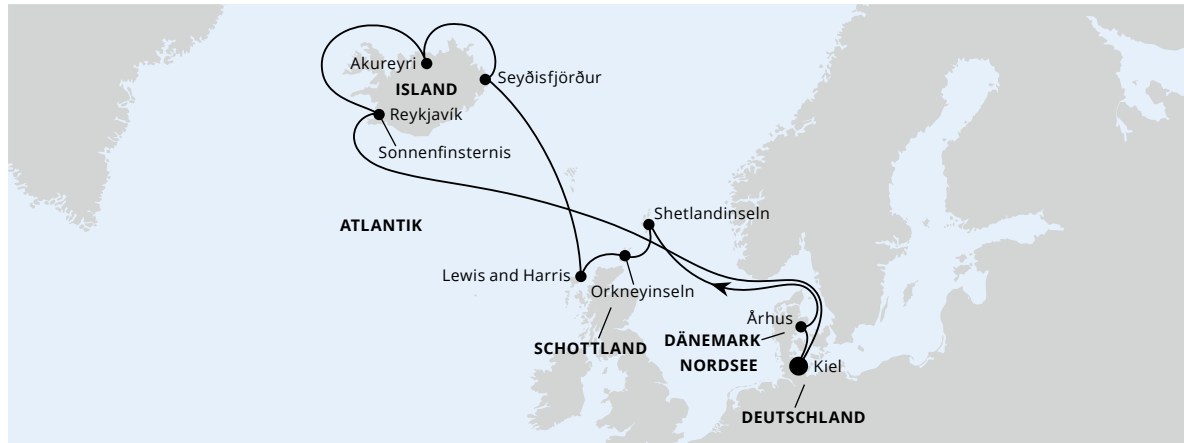 Akureyri
ISLAND
Seyðisfjörður
Reykjavík
Sonnenfinsternis
ATLANTIK
Shetlandinseln
Lewis and Harris
Orkneyinseln
Århus
SCHOTTLAND
DÄNEMARK
NORDSEE
Kiel
DEUTSCHLAND